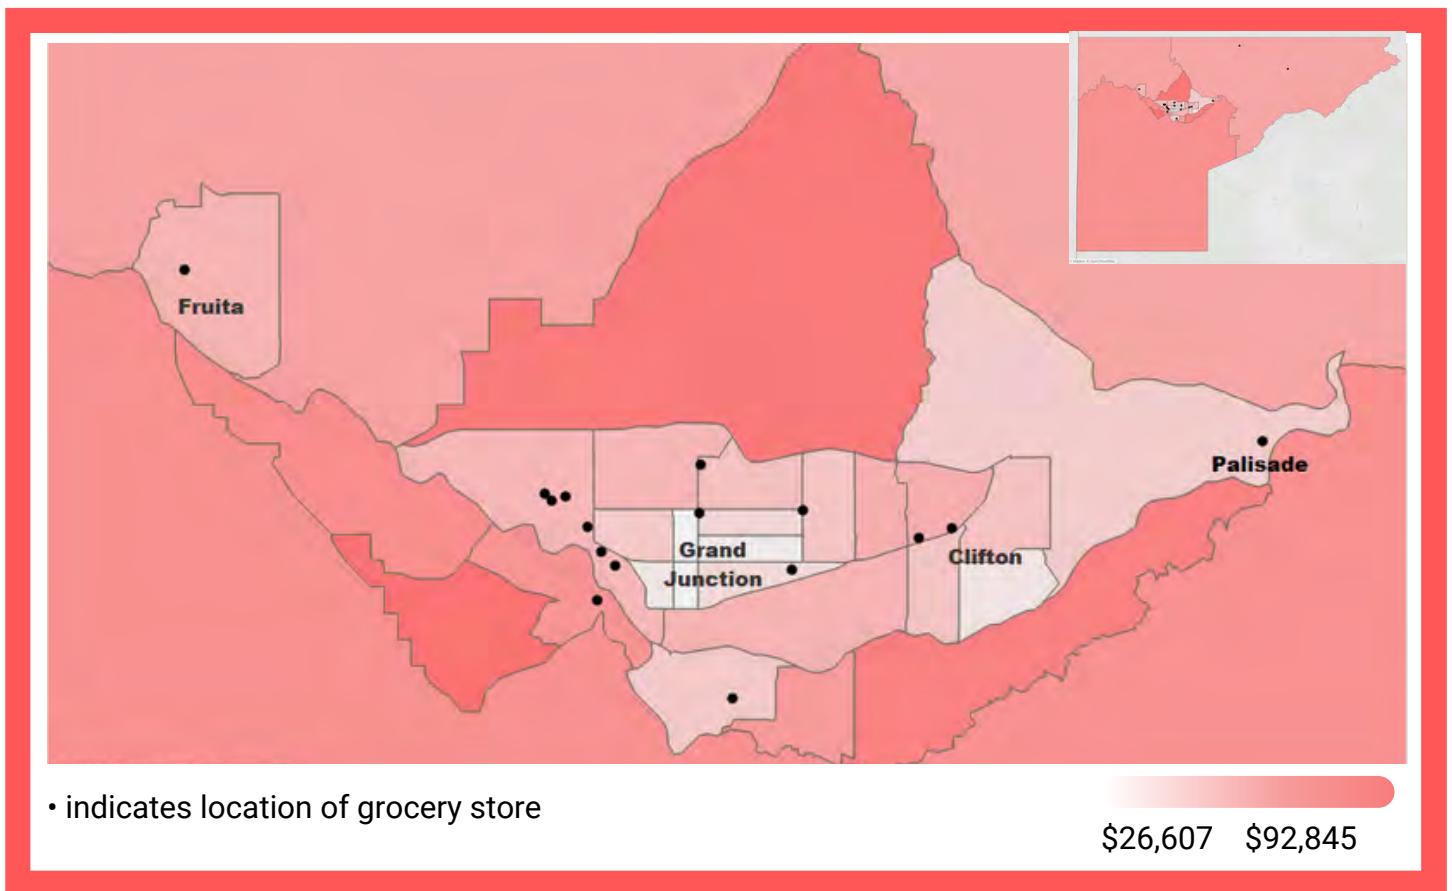 Fruita
Palisade
Grand
Junction
Clifton
• indicates location of grocery store
$26,607 $92,845